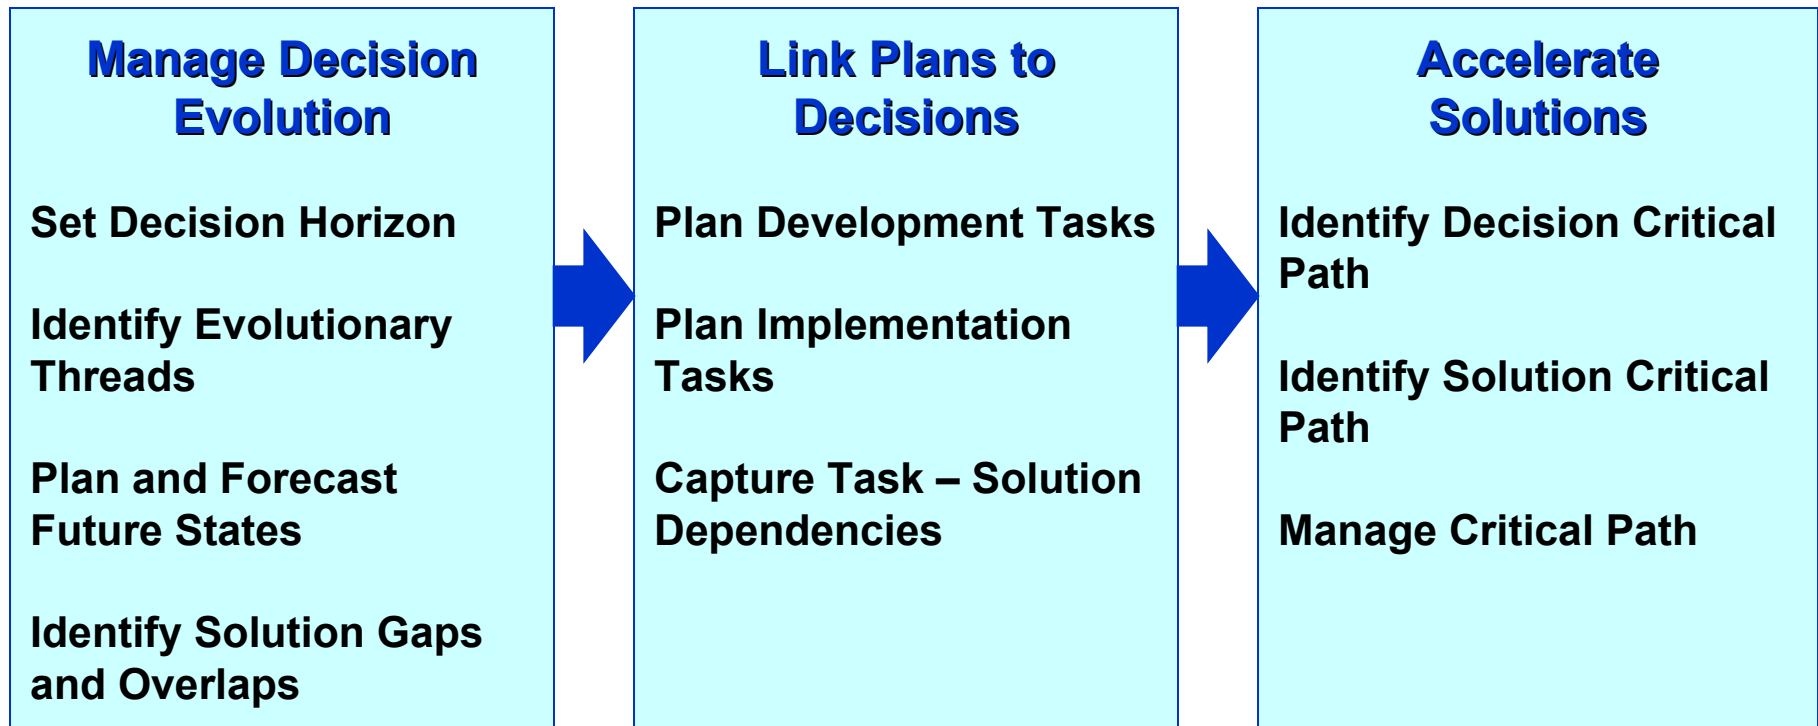 Manage Decision
Evolution
Set Decision Horizon
Identify Evolutionary
Threads
Plan and Forecast
Future States
Identify Solution Gaps
and Overlaps
Link Plans to
Decisions
Plan Development Tasks
Plan Implementation
Tasks
Capture Task – Solution
Dependencies
Accelerate
Solutions
Identify Decision Critical
Path
Identify Solution Critical
Path
Manage Critical Path